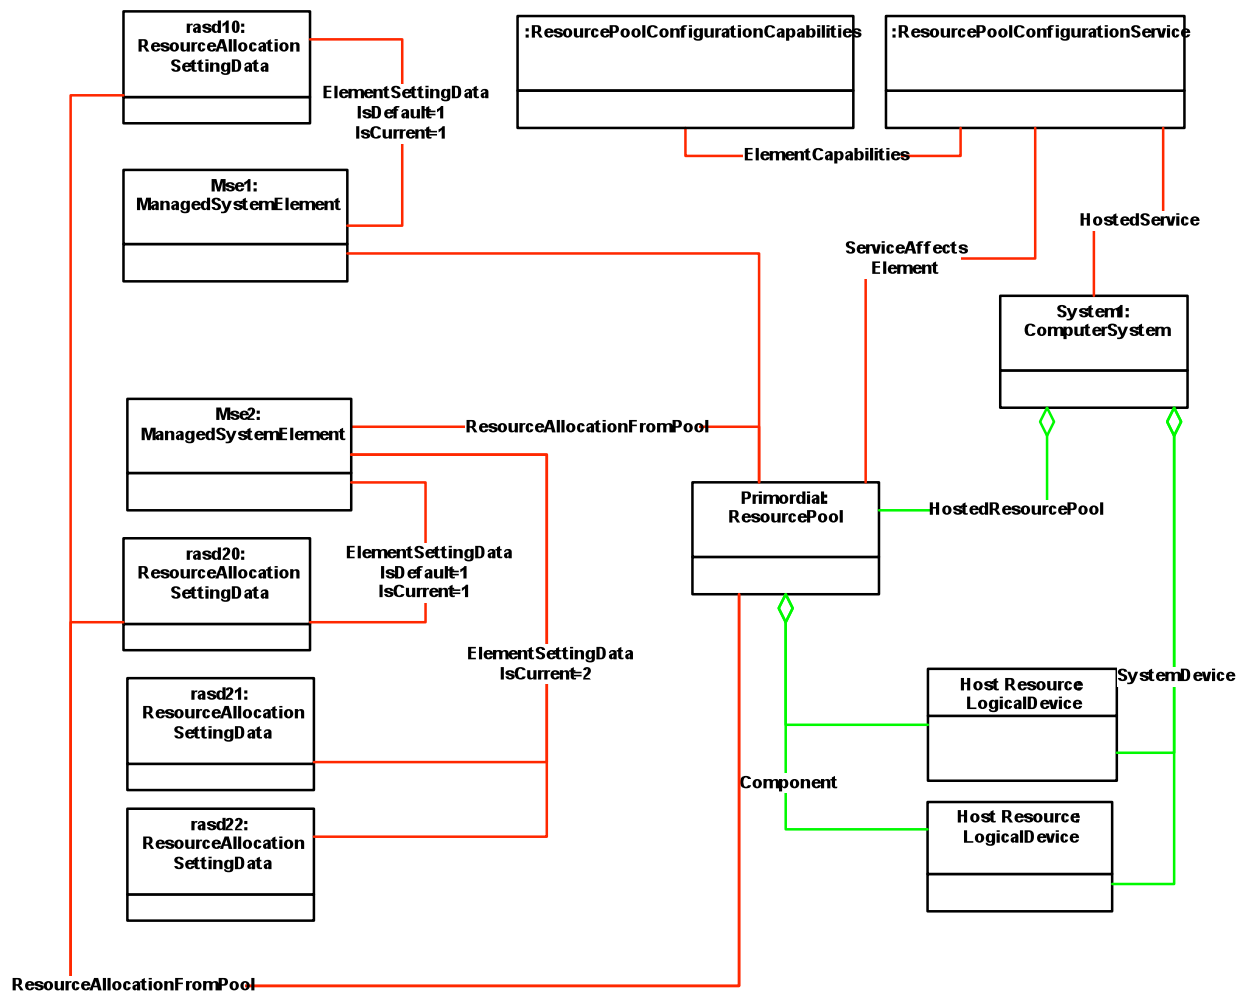 rasd10:
ResourceAllocation
SettingData
:ResourcePoolConfigurationCapabilities
:ResourcePoolConfigurationService
ElementSettingData
IsDefault=1
IsCurrent=1
ElementCapabilities
Mse1:
ManagedSystemElement
HostedService
ServiceAffects
Element
System1:
ComputerSystem
Mse2:
ManagedSystemElement
ResourceAllocationFromPool
Primordial:
ResourcePool
HostedResourcePool
rasd20:
ResourceAllocation
SettingData
ElementSettingData
IsDefault=1
IsCurrent=1
ElementSettingData
IsCurrent=2
rasd21:
ResourceAllocation
SettingData
Host Resource:
LogicalDevice
SystemDevice
Component
rasd22:
ResourceAllocation
SettingData
Host Resource:
LogicalDevice
ResourceAllocationFromPool